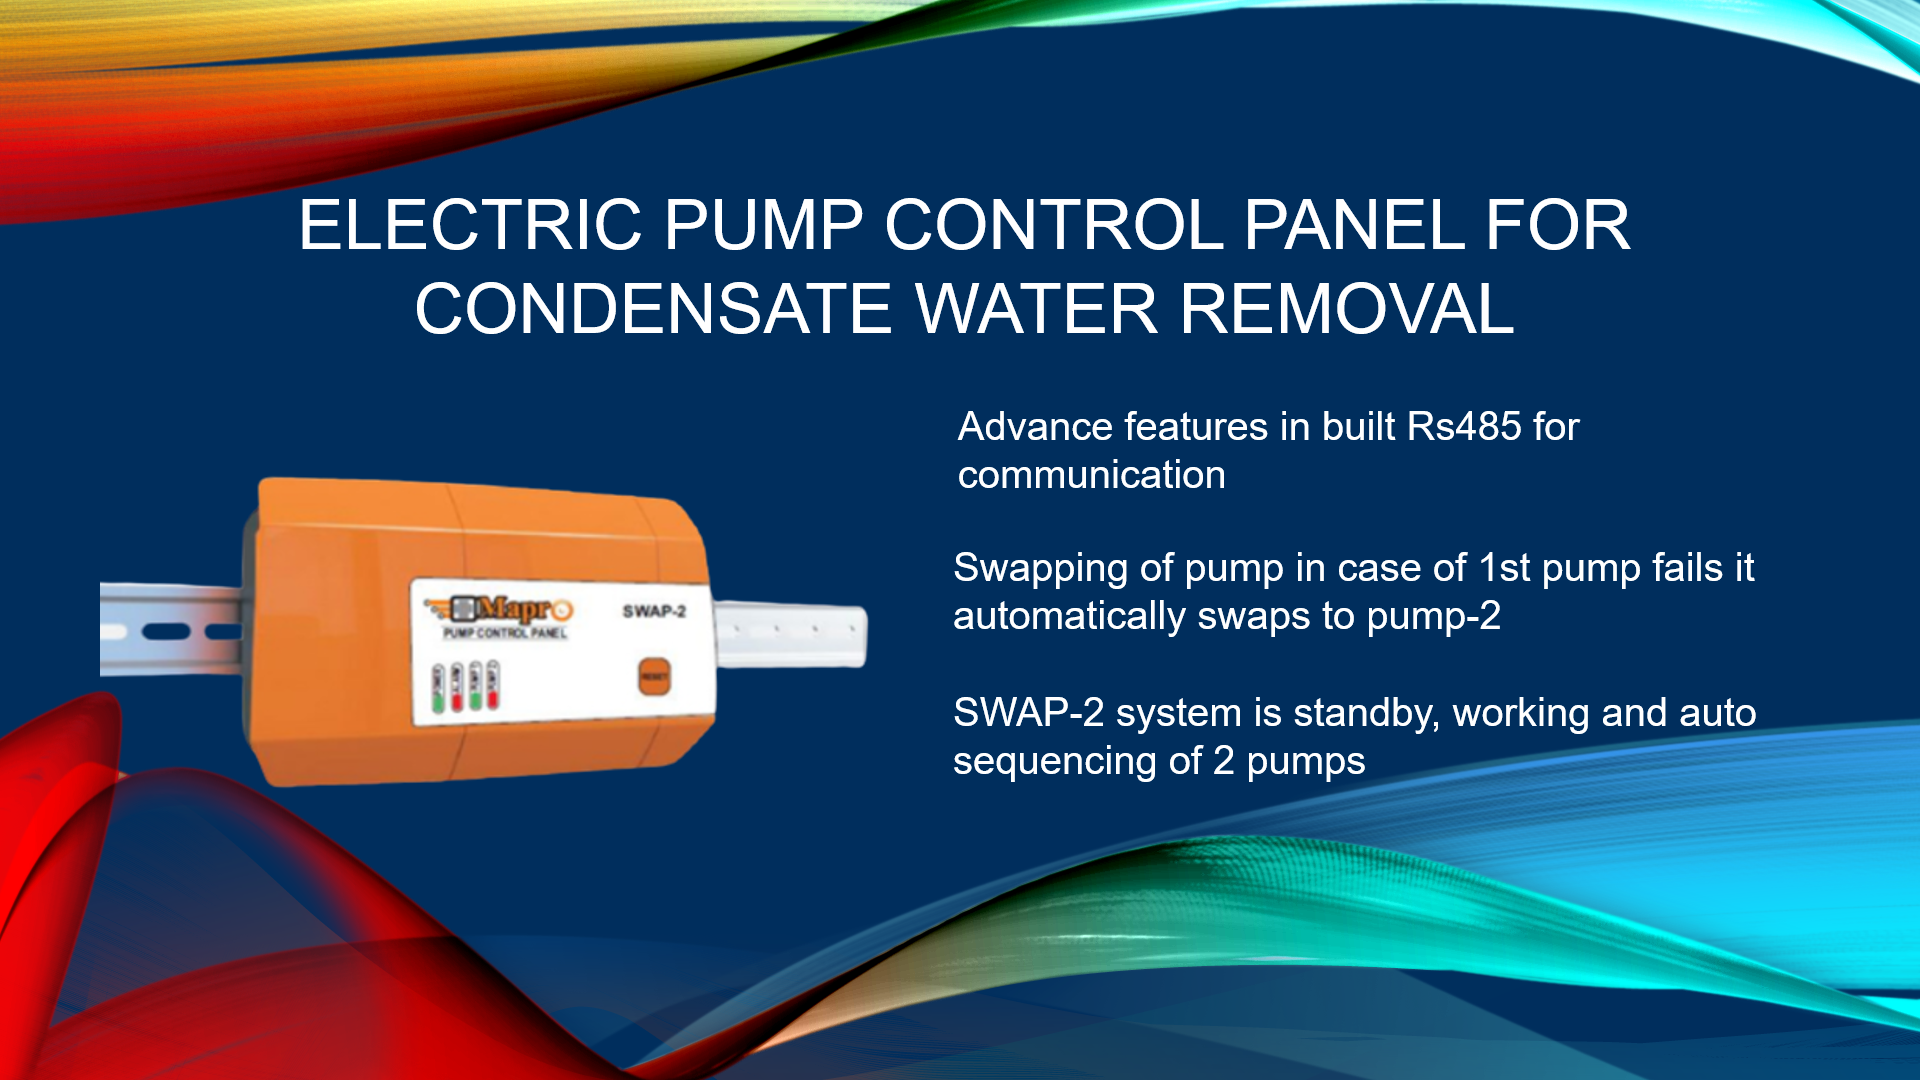 ELECTRIC PUMP CONTROL PANEL FOR
CONDENSATE WATER REMOVAL
Advance features in built Rs485 for
communication
Swapping of pump in case of 1st pump fails it
automatically swaps to pump-2
SWAP-2 system is standby, working and auto
sequencing of 2 pumps
Mapro
PUMP CONTROL PANEL
SWAP-2
RESET